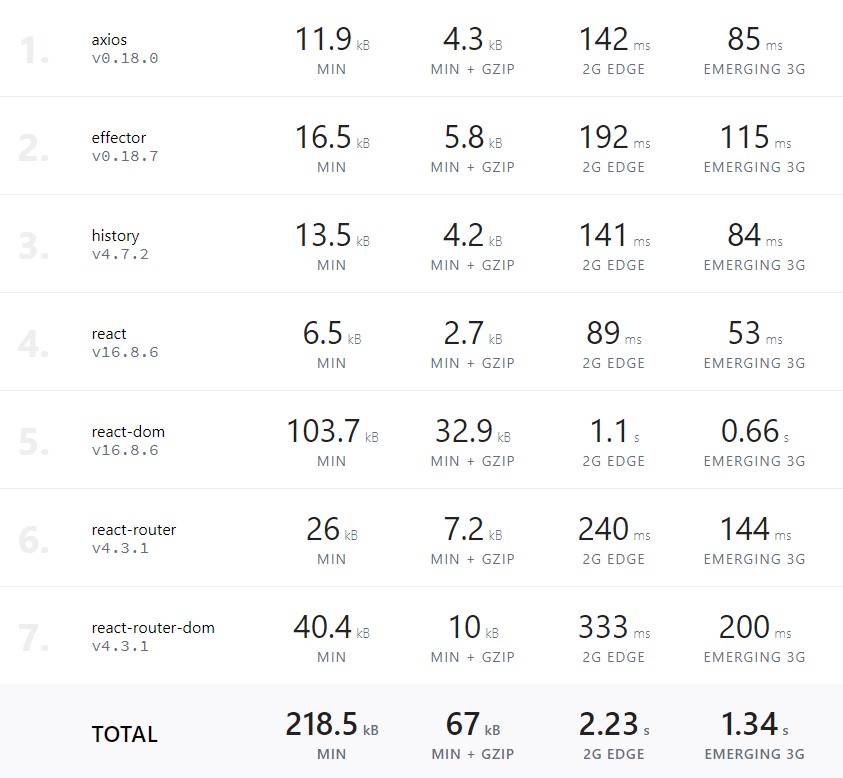 1.
axios
v0.18.0
11.9 kB
MIN
4.3 kB
MIN + GZIP
142 ms
2G EDGE
85 ms
EMERGING 3G
2.
effector
v0.18.7
16.5 kB
MIN
5.8 kB
MIN + GZIP
192 ms
2G EDGE
115 ms
EMERGING 3G
3.
history
v4.7.2
13.5 kB
MIN
4.2 kB
MIN + GZIP
141 ms
2G EDGE
84 ms
EMERGING 3G
4.
react
v16.8.6
6.5 kB
MIN
2.7 kB
MIN + GZIP
89 ms
2G EDGE
53 ms
EMERGING 3G
5.
react-dom
v16.8.6
103.7 kB
MIN
32.9 kB
MIN + GZIP
1.1 s
2G EDGE
0.66 s
EMERGING 3G
6.
react-router
v4.3.1
26 kB
MIN
7.2 kB
MIN + GZIP
240 ms
2G EDGE
144 ms
EMERGING 3G
7.
react-router-dom
v4.3.1
40.4 kB
MIN
10 kB
MIN + GZIP
333 ms
2G EDGE
200 ms
EMERGING 3G
TOTAL
218.5 kB
MIN
67 kB
MIN + GZIP
2.23 s
2G EDGE
1.34 s
EMERGING 3G